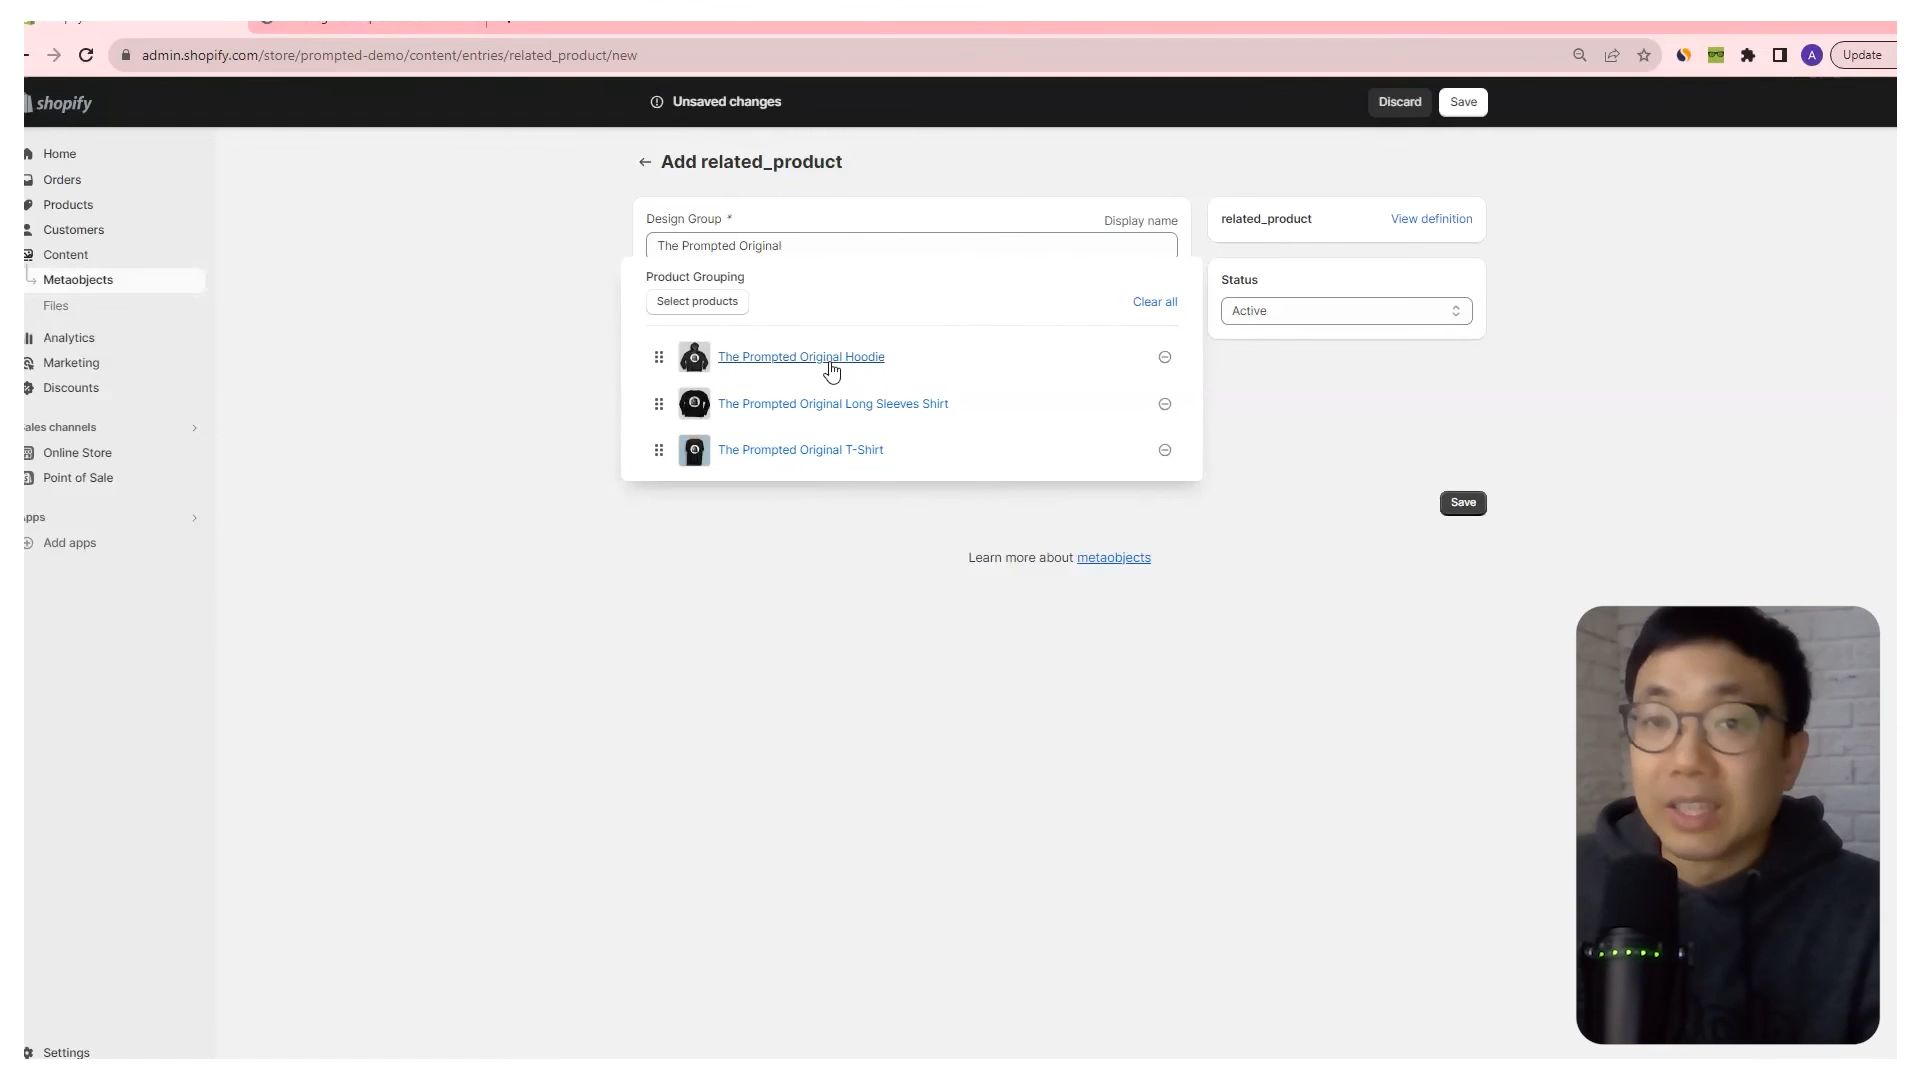 admin.shopify.com/store/prompted-demo/content/entries/related_product/new
A
Update
shopify
Unsaved changes
Discard
Save
Home
Orders
Products
Customers
Content
Metaobjects
Files
Analytics
Marketing
Discounts
ales channels
Online Store
Point of Sale
pps
Add apps
Settings
Add related_product
Design Group *
Display name
The Prompted Original
Product Grouping
Select products
Clear all
The Prompted Original Hoodie
The Prompted Original Long Sleeves Shirt
The Prompted Original T-Shirt
related_product
View definition
Status
Active
Save
Learn more about metaobjects